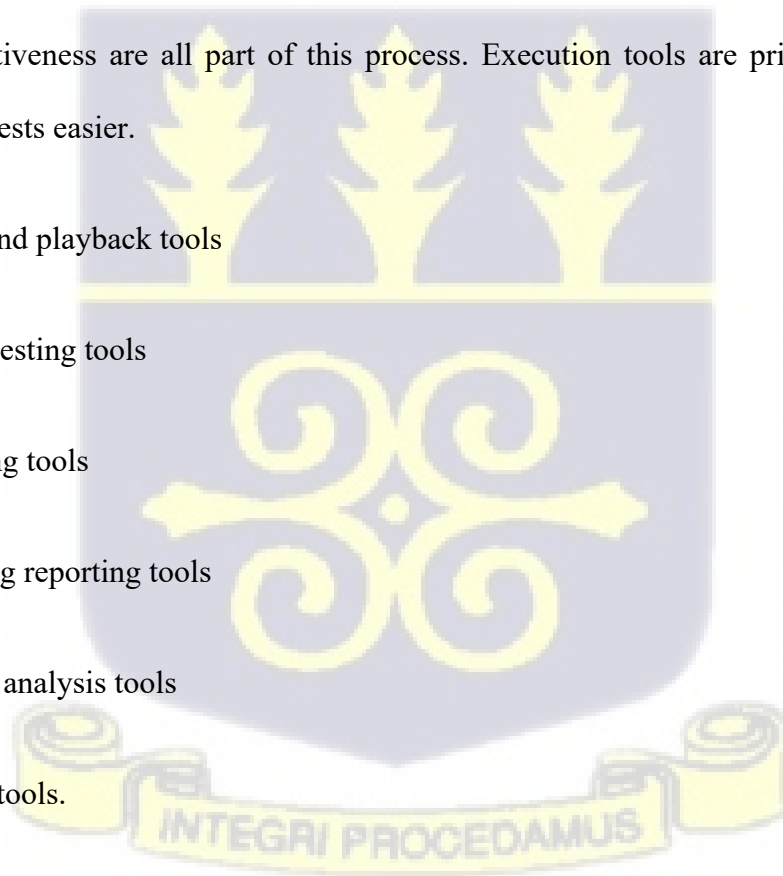 tiveness are all part of this process. Execution tools are pri
ests easier.
nd playback tools
esting tools
g tools
g reporting tools
analysis tools
tools.
INTEGRI PROCEDAMUS